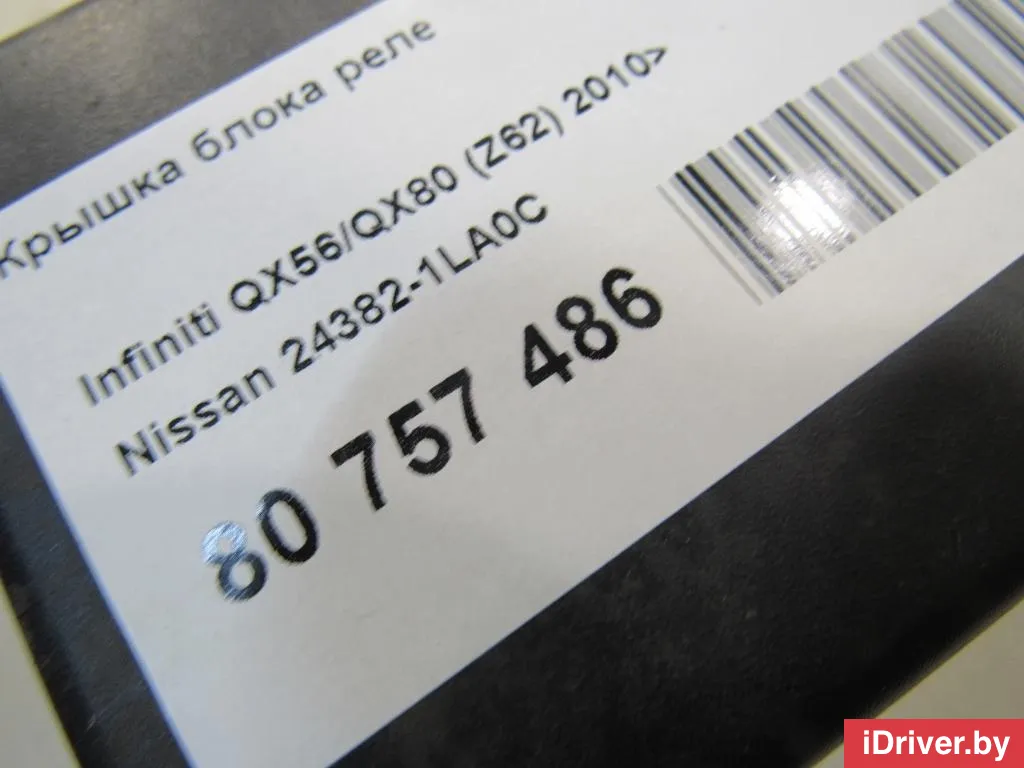 Крышка блока реле
Infiniti QX56/QX80 (Z62) 2010>
Nissan 24382-1LA0C
80 757 486
iDriver.by